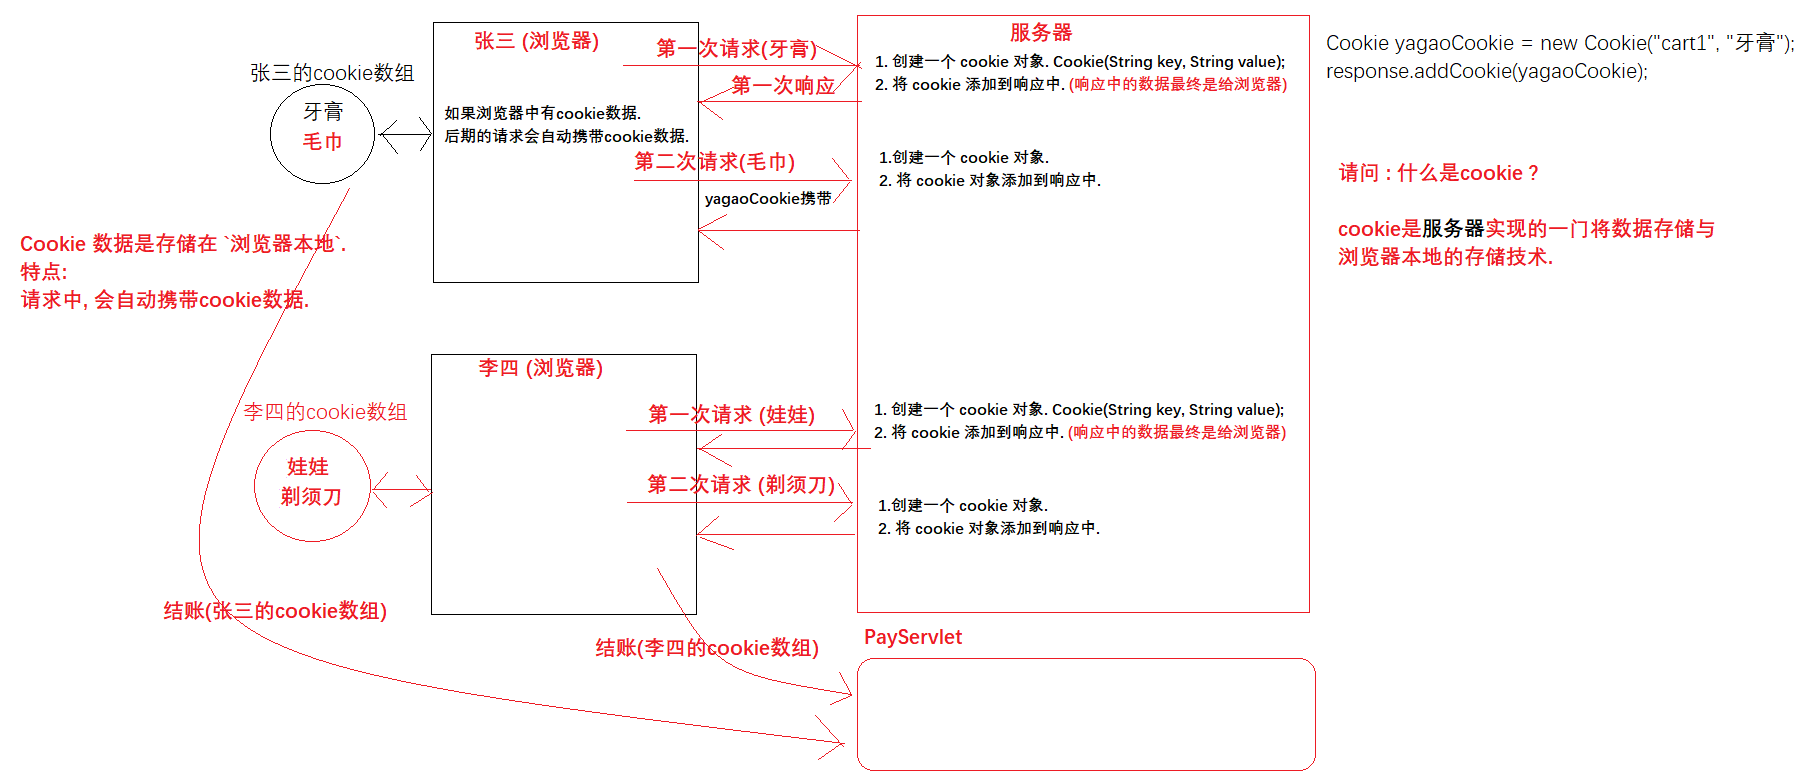 张三的cookie数组
牙膏
毛巾
Cookie 数据是存储在 `浏览器本地`.
特点:
请求中, 会自动携带cookie数据.
张三 (浏览器)
如果浏览器中有cookie数据.
后期的请求会自动携带cookie数据.
第一次请求(牙膏)
第一次响应
第二次请求(毛巾)
yagaoCookie携带
服务器
1. 创建一个 cookie 对象. Cookie(String key, String value);
2. 将 cookie 添加到响应中. (响应中的数据最终是给浏览器)
1.创建一个 cookie 对象.
2. 将 cookie 对象添加到响应中.
Cookie yagaoCookie = new Cookie("cart1", "牙膏");
response.addCookie(yagaoCookie);
请问 : 什么是cookie ?
cookie是服务器实现的一门将数据存储与
浏览器本地的存储技术.
李四的cookie数组
娃娃
剃须刀
李四 (浏览器)
第一次请求 (娃娃)
第二次请求 (剃须刀)
1. 创建一个 cookie 对象. Cookie(String key, String value);
2. 将 cookie 添加到响应中. (响应中的数据最终是给浏览器)
1.创建一个 cookie 对象.
2. 将 cookie 对象添加到响应中.
结账(张三的cookie数组)
结账(李四的cookie数组)
PayServlet